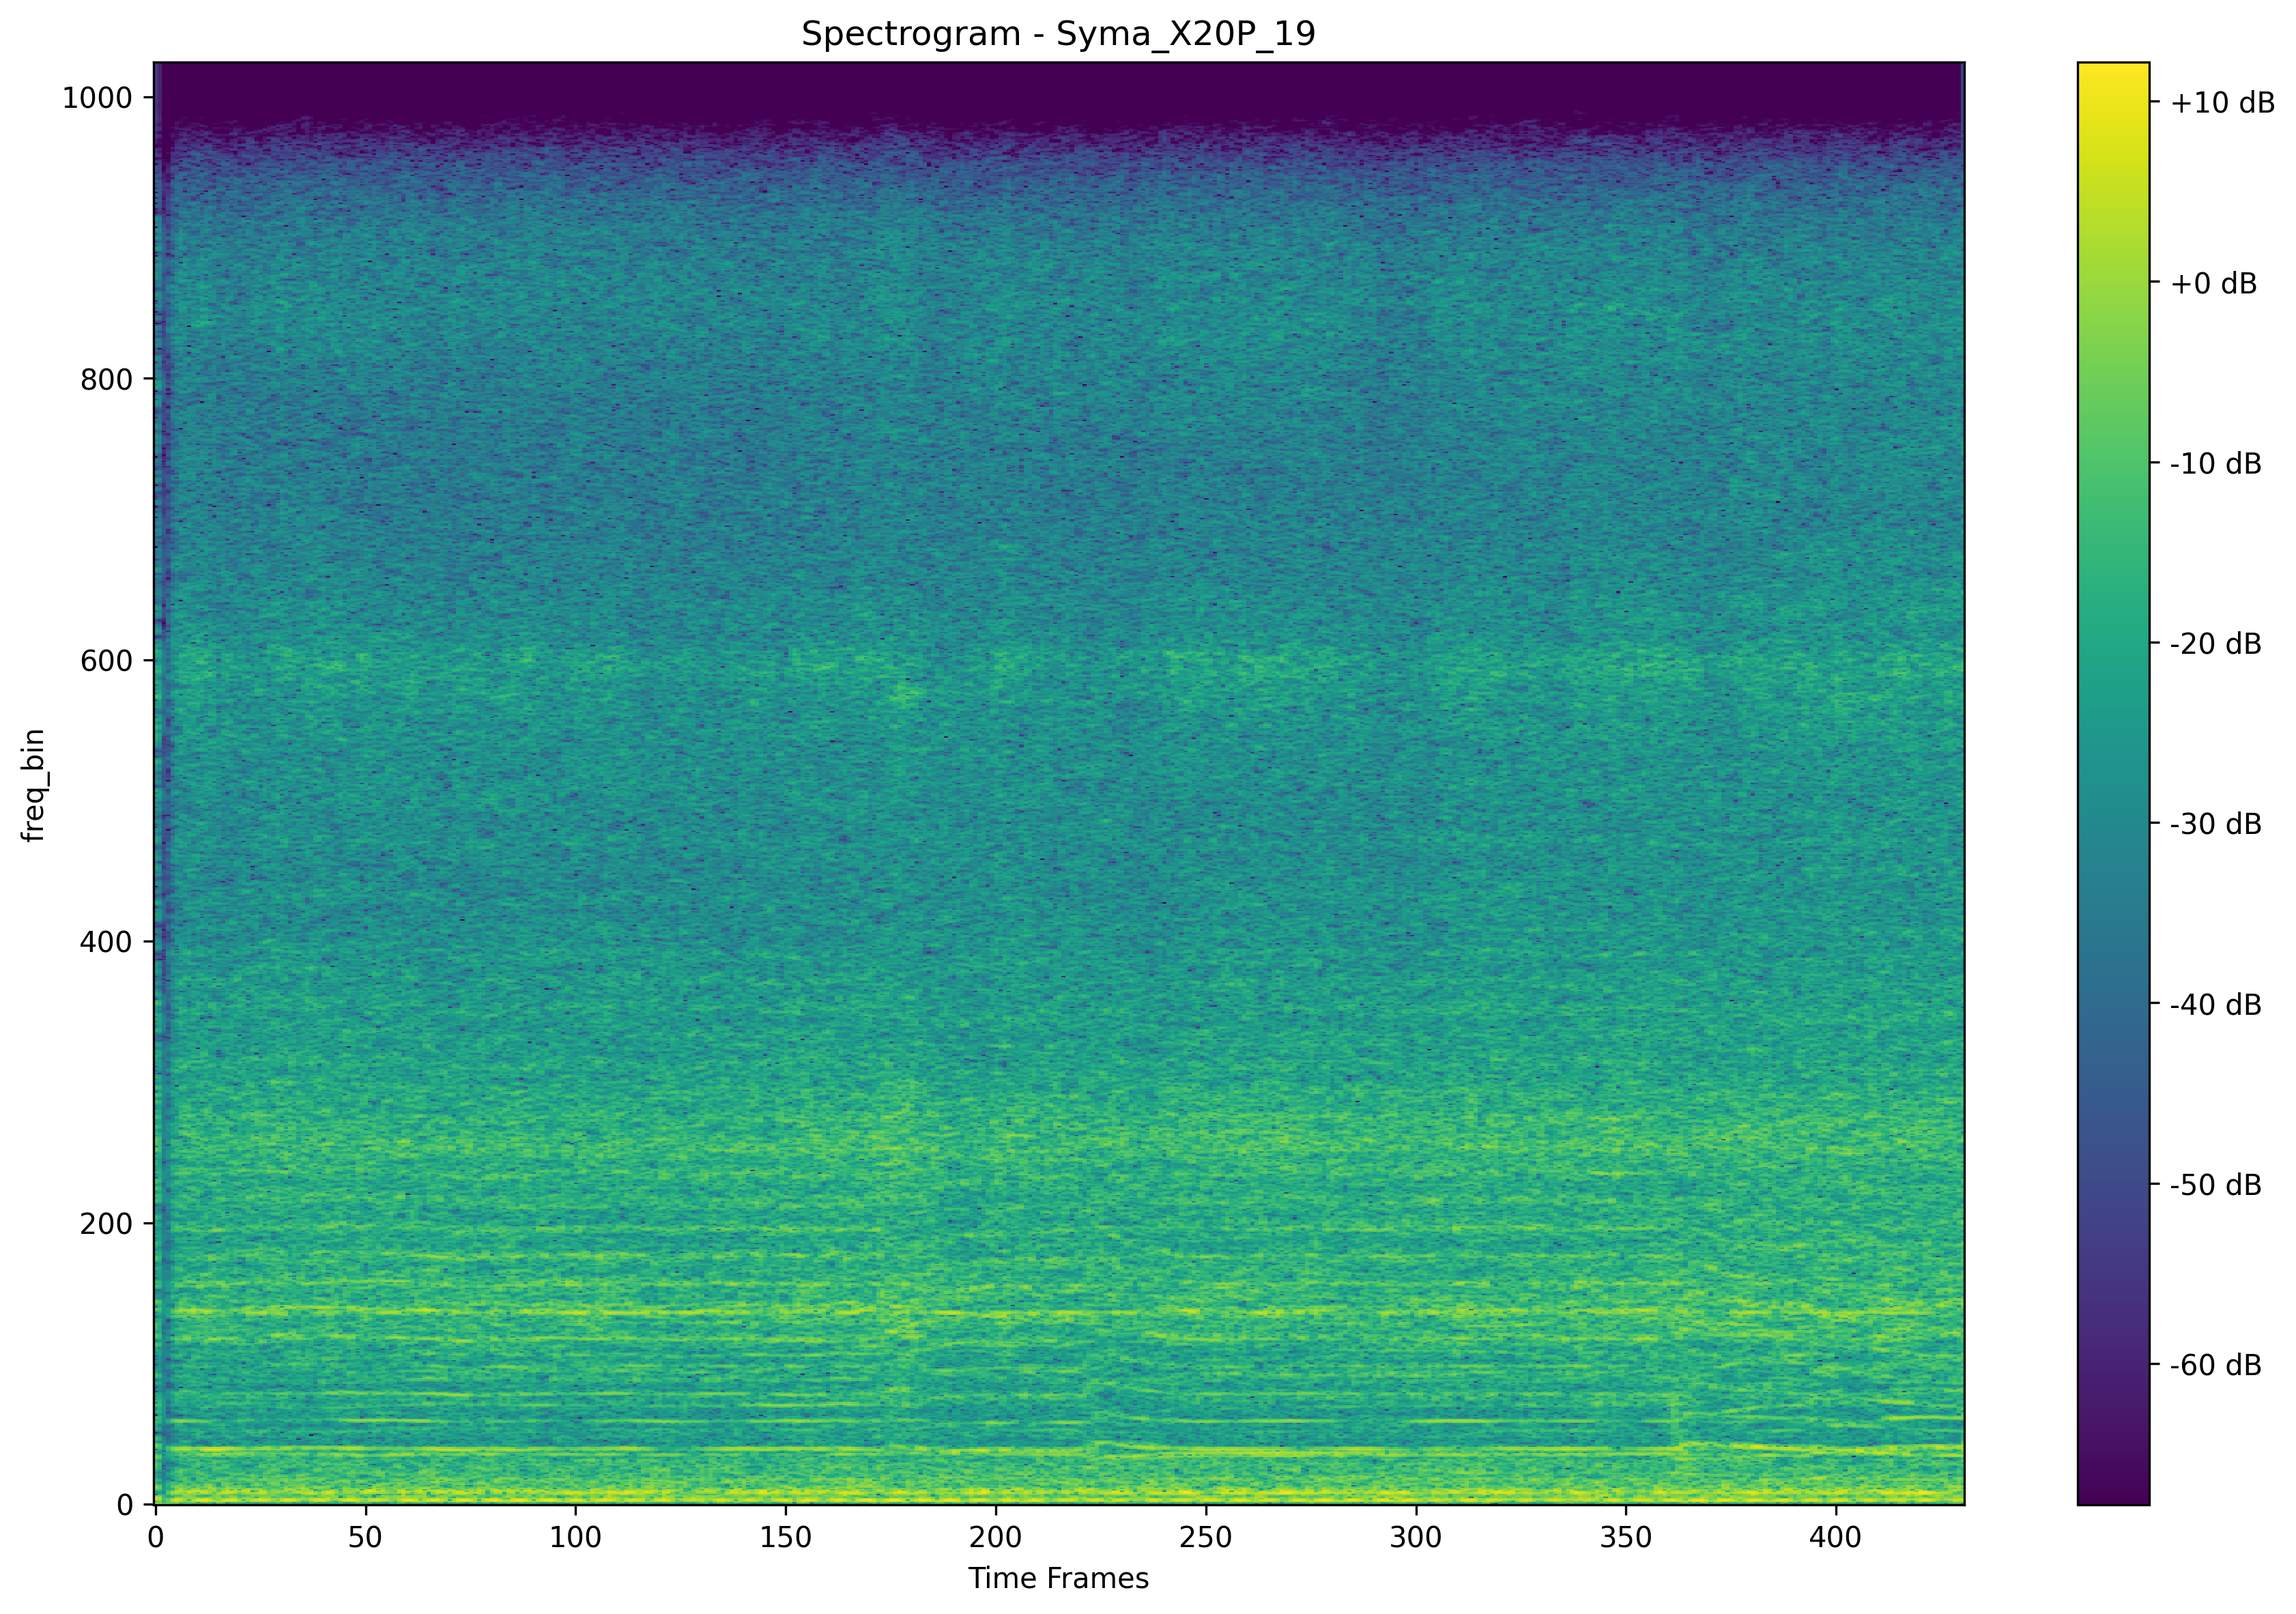 Spectrogram - Syma_X20P_19
freq_bin
1000
800
600
400
200
0
0 50 100 150 200 250 300 350 400
Time Frames
+10 dB
+0 dB
-10 dB
-20 dB
-30 dB
-40 dB
-50 dB
-60 dB